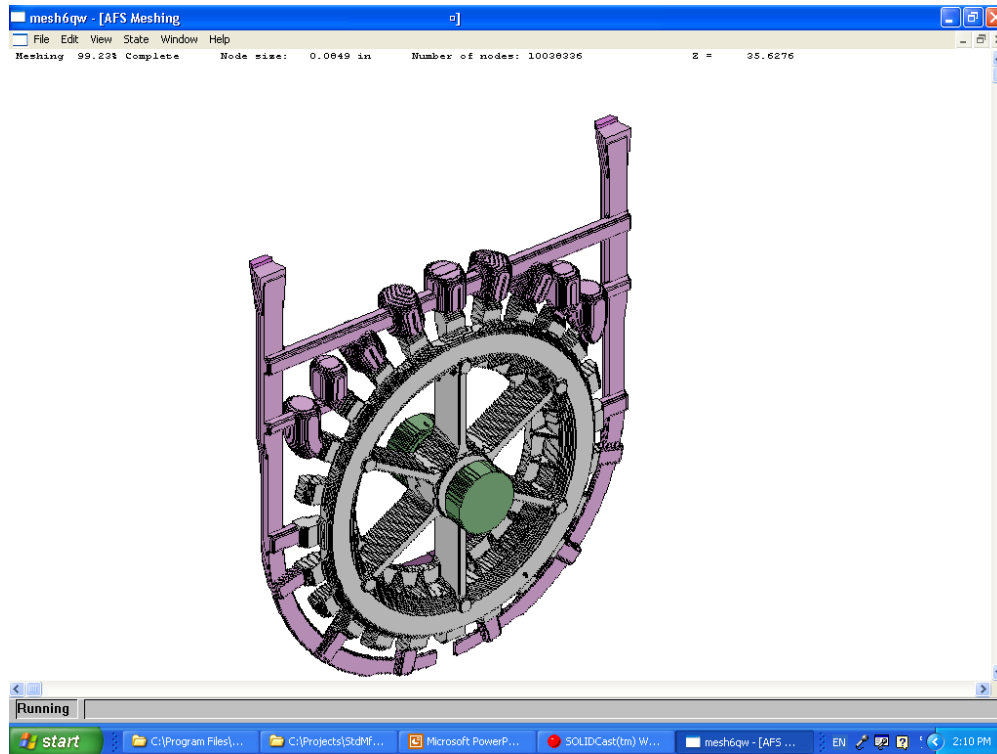 mesh6qw - [AFS Meshing ¤]
File Edit View State Window Help
Meshing 99.23% Complete Node size: 0.0849 in Number of nodes: 10038336 Z = 35.6276
Running
start C:\Program Files\... C:\Projects\StdMf... Microsoft PowerP... SOLIDCast(tm) W... mesh6qw - [AFS ... EN 2:10 PM